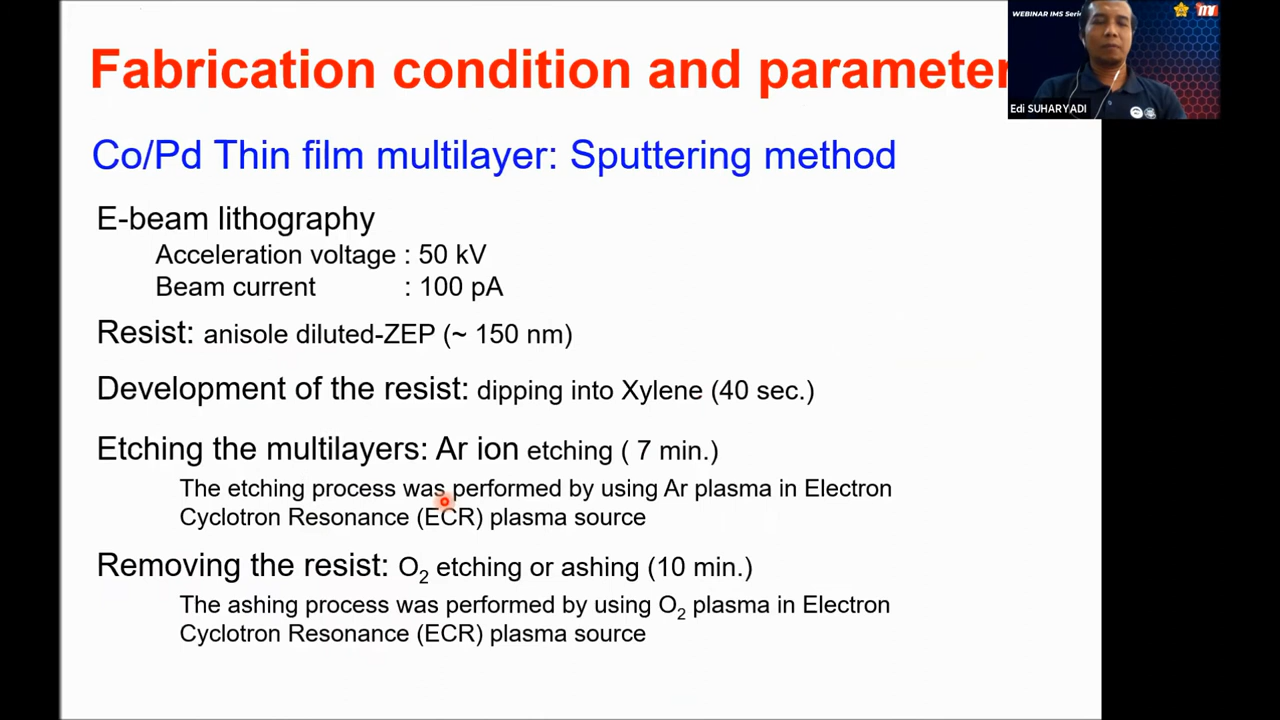 WEBINAR IMS Serie
Edi SUHARYADI
Fabrication condition and parameter
Co/Pd Thin film multilayer: Sputtering method
E-beam lithography
Acceleration voltage : 50 kV
Beam current : 100 pA
Resist: anisole diluted-ZEP (~ 150 nm)
Development of the resist: dipping into Xylene (40 sec.)
Etching the multilayers: Ar ion etching ( 7 min.)
The etching process was performed by using Ar plasma in Electron
Cyclotron Resonance (ECR) plasma source
Removing the resist: O2 etching or ashing (10 min.)
The ashing process was performed by using O2 plasma in Electron
Cyclotron Resonance (ECR) plasma source